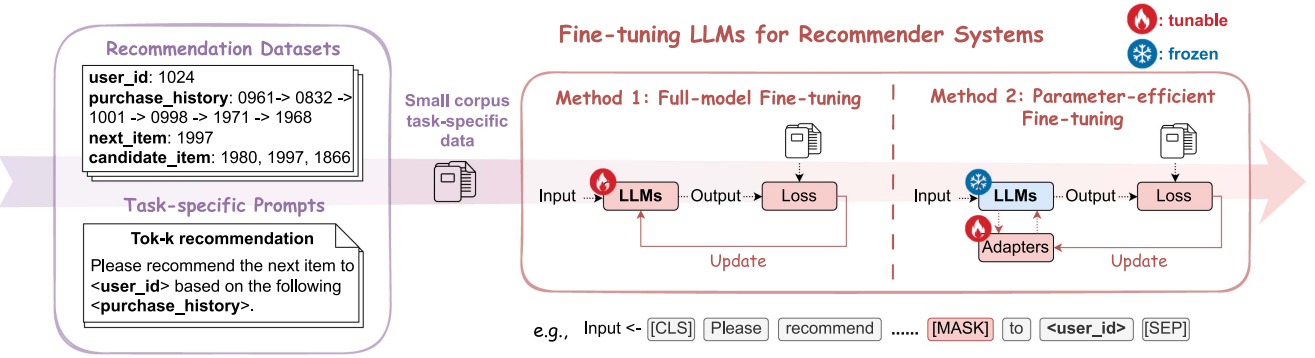 Recommendation Datasets
user_id: 1024
purchase_history: 0961-> 0832 ->
1001 -> 0998 -> 1971 -> 1968
next_item: 1997
candidate_item: 1980, 1997, 1866
Task-specific Prompts
Tok-k recommendation
Please recommend the next item to
<user_id> based on the following
<purchase_history>.
Small corpus
task-specific
data
Fine-tuning LLMs for Recommender Systems
: tunable
: frozen
Method 1: Full-model Fine-tuning
Input
LLMs
Output
Loss
Update
Method 2: Parameter-efficient
Fine-tuning
Input
LLMs
Output
Loss
Adapters
Update
e.g., Input <- [CLS] Please recommend ...... [MASK] to <user_id> [SEP]